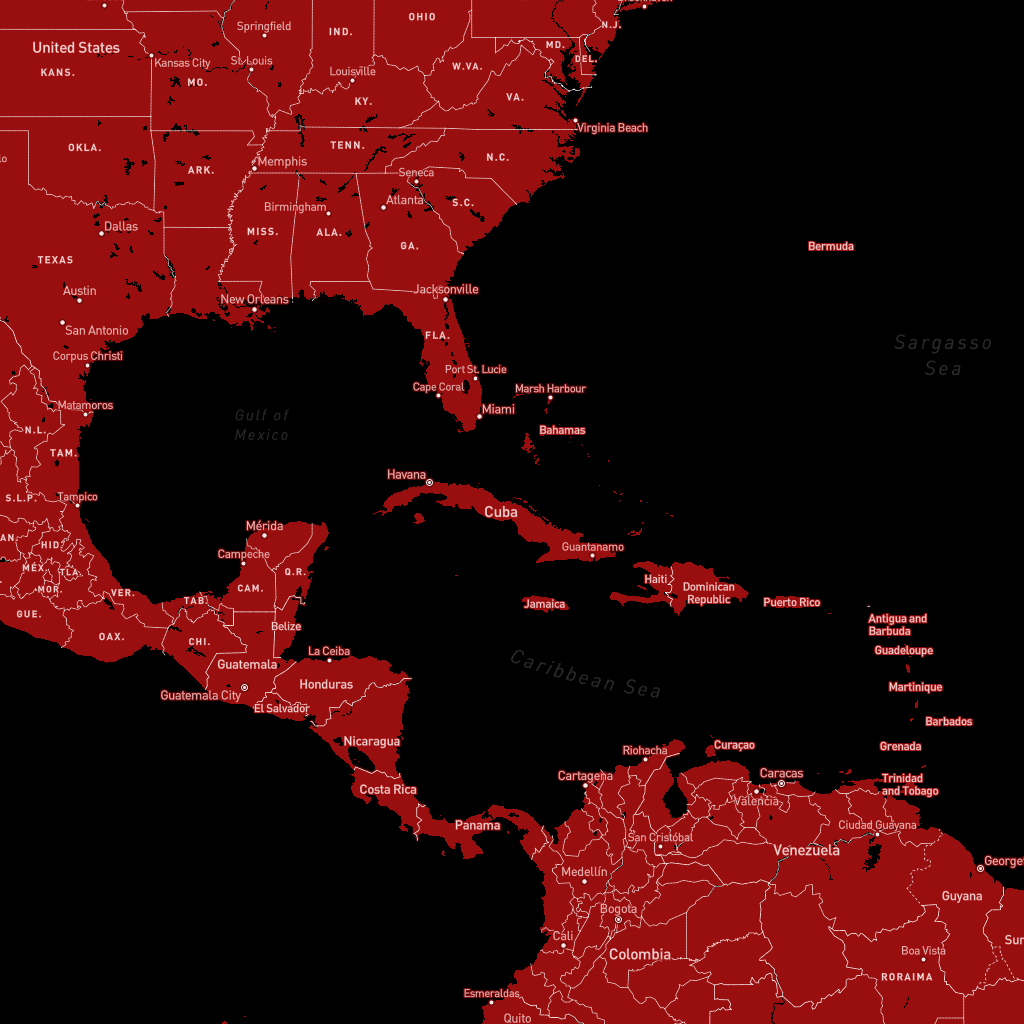 OHIO
N.J.
Springfield
IND.
United States
MD.
DEL.
Kansas City
St Louis
W.VA.
KANS.
MO.
Louisville
KY.
VA.
Virginia Beach
OKLA.
TENN.
N.C.
lo
ARK.
Memphis
Seneca
Birmingham
Atlanta
S.C.
Dallas
MISS.
ALA.
GA.
Bermuda
TEXAS
Austin
New Orleans
Jacksonville
San Antonio
FLA.
Sargasso
Sea
Corpus Christi
Port St. Lucie
Cape Coral
Marsh Harbour
Matamoros
Miami
Gulf of
Mexico
N.L.
Bahamas
TAM.
Havana
S.L.P.
Tampico
Cuba
Mérida
AN.
HID.
Campeche
Guantanamo
MÉX
TLA.
Q.R.
Haiti
Dominican
Republic
MOR.
VER.
CAM.
TAB.
Jamaica
Puerto Rico
GUE.
OAX.
CHI.
Belize
Antigua and
Barbuda
La Ceiba
Guadeloupe
Guatemala
Caribbean Sea
Honduras
Martinique
Guatemala City
El Salvador
Barbados
Nicaragua
Riohacha
Curaçao
Grenada
Cartagena
Caracas
Trinidad
and Tobago
Costa Rica
Valencia
Panama
Ciudad Guayana
San Cristóbal
Venezuela
Georget
Medellín
Guyana
Bogota
Cali
Colombia
Sur
Boa Vista
RORAIMA
Esmeraldas
Quito